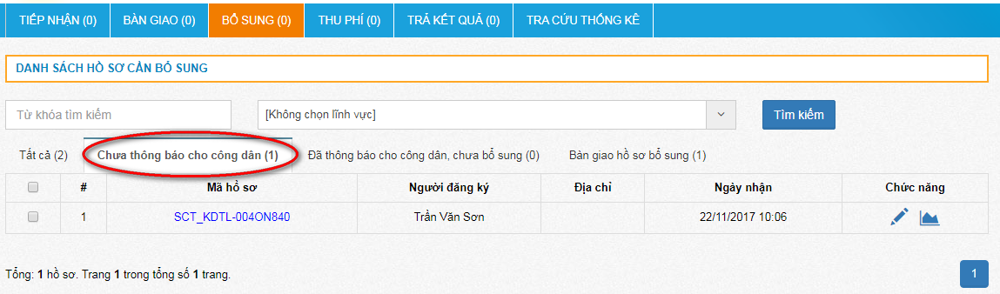 TIẾP NHẬN (0) BÀN GIAO (0) BỔ SUNG (0) THU PHÍ (0) TRẢ KẾT QUẢ (0) TRA CỨU THỐNG KÊ
DANH SÁCH HỒ SƠ CẦN BỔ SUNG
Từ khóa tìm kiếm [Không chọn lĩnh vực] Tìm kiếm
Tất cả (2) Chưa thông báo cho công dân (1) Đã thông báo cho công dân, chưa bổ sung (0) Bàn giao hồ sơ bổ sung (1)
# Mã hồ sơ Người đăng ký Địa chỉ Ngày nhận Chức năng
1 SCT_KDTL-004ON840 Trần Văn Sơn 22/11/2017 10:06
Tổng: 1 hồ sơ. Trang 1 trong tổng số 1 trang. 1